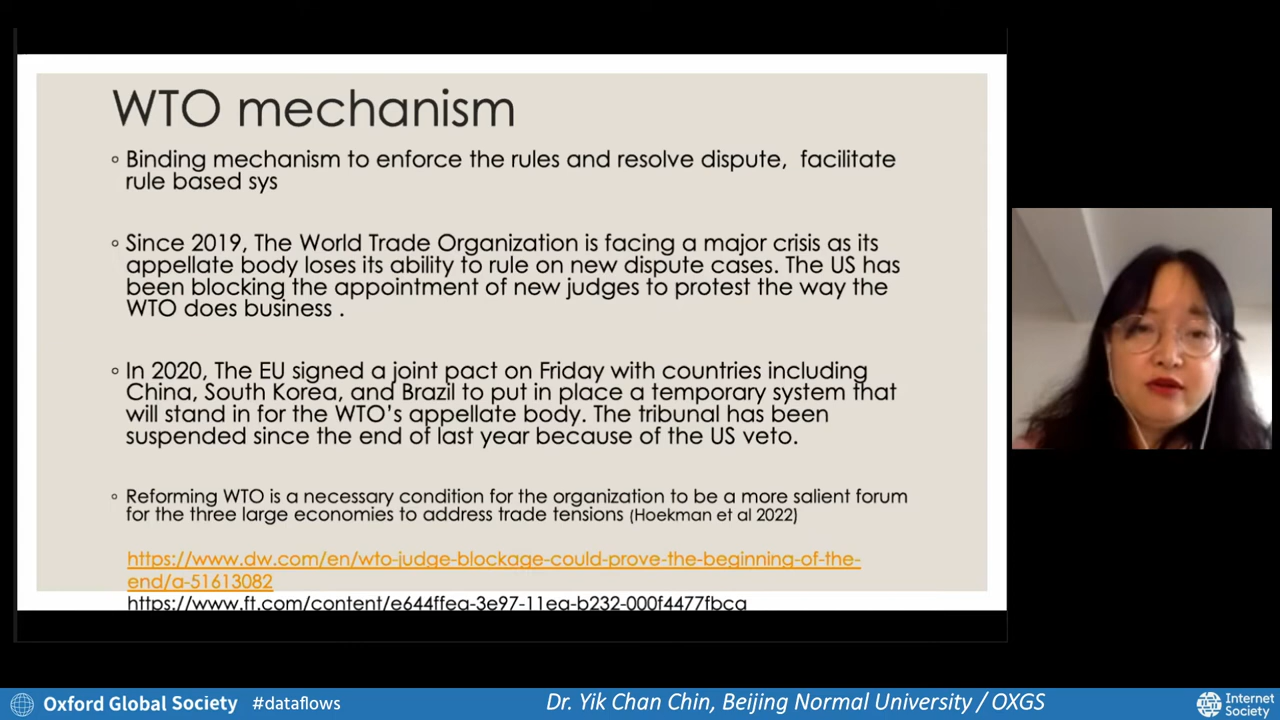 WTO mechanism
◦ Binding mechanism to enforce the rules and resolve dispute,  facilitate
rule based sys
◦ Since 2019, The World Trade Organization is facing a major crisis as its
appellate body loses its ability to rule on new dispute cases. The US has
been blocking the appointment of new judges to protest the way the
WTO does business .
◦ In 2020, The EU signed a joint pact on Friday with countries including
China, South Korea, and Brazil to put in place a temporary system that
will stand in for the WTO's appellate body. The tribunal has been
suspended since the end of last year because of the US veto.
◦ Reforming WTO is a necessary condition for the organization to be a more salient forum
for the three large economies to address trade tensions (Hoekman et al 2022)
https://www.dw.com/en/wto-judge-blockage-could-prove-the-beginning-of-the-
end/a-51613082
https://www.ft.com/content/e644ffea-3e97-11ea-b232-000f4477fbca
Oxford Global Society #dataflows
Dr. Yik Chan Chin, Beijing Normal University / OXGS
Internet
Society